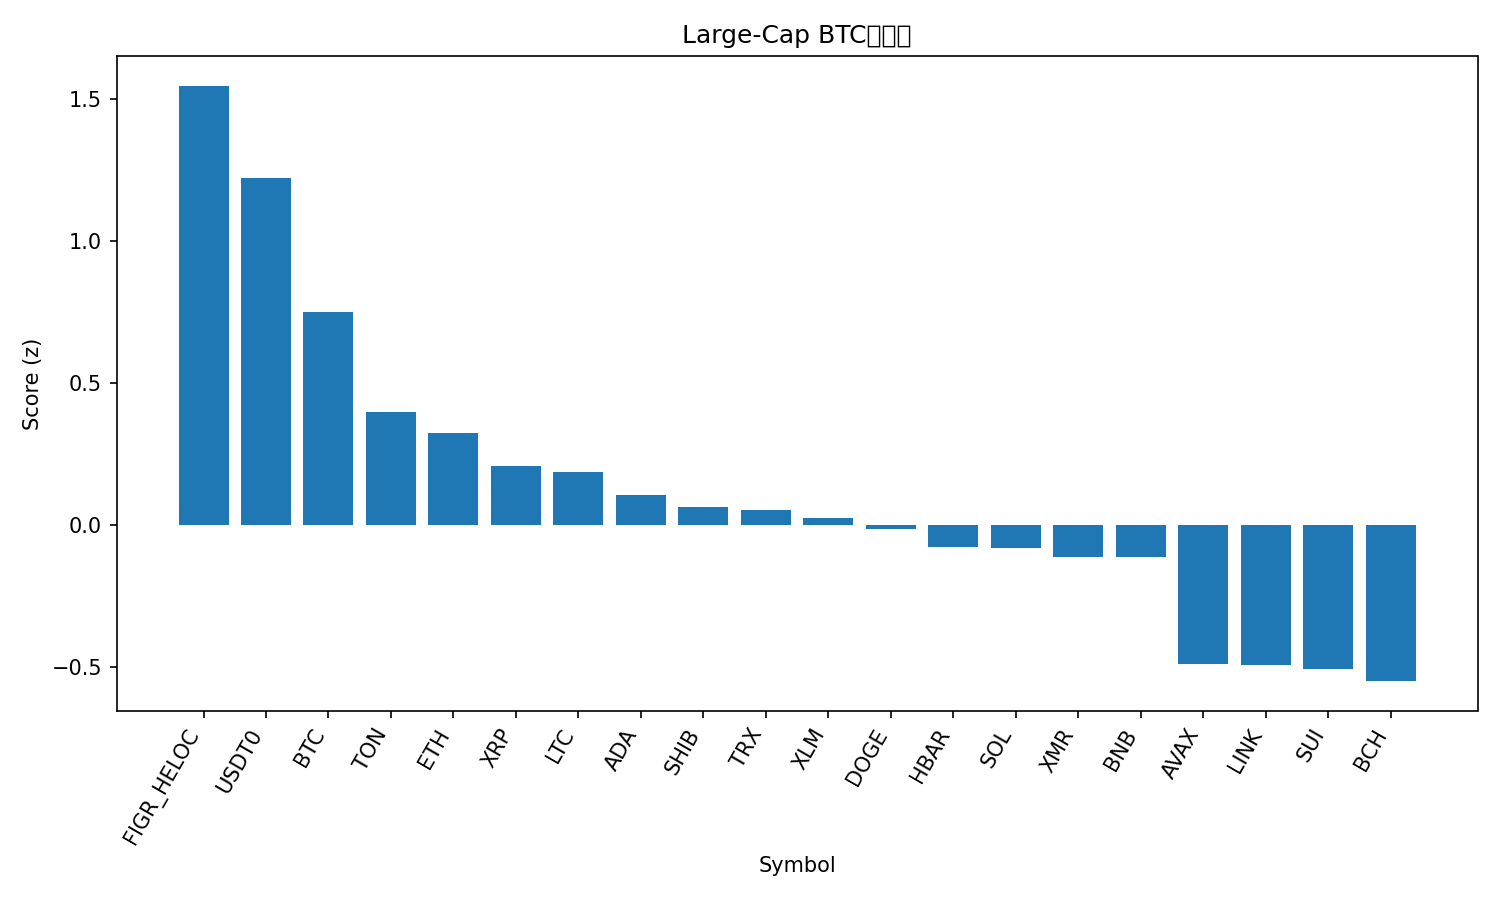 Large-Cap BTC
1.5
1.0
0.5
0.0
−0.5
Score (z)
FIGR_HELOC
USDT0
BTC
TON
ETH
XRP
LTC
ADA
SHIB
TRX
XLM
DOGE
HBAR
SOL
XMR
BNB
AVAX
LINK
SUI
BCH
Symbol